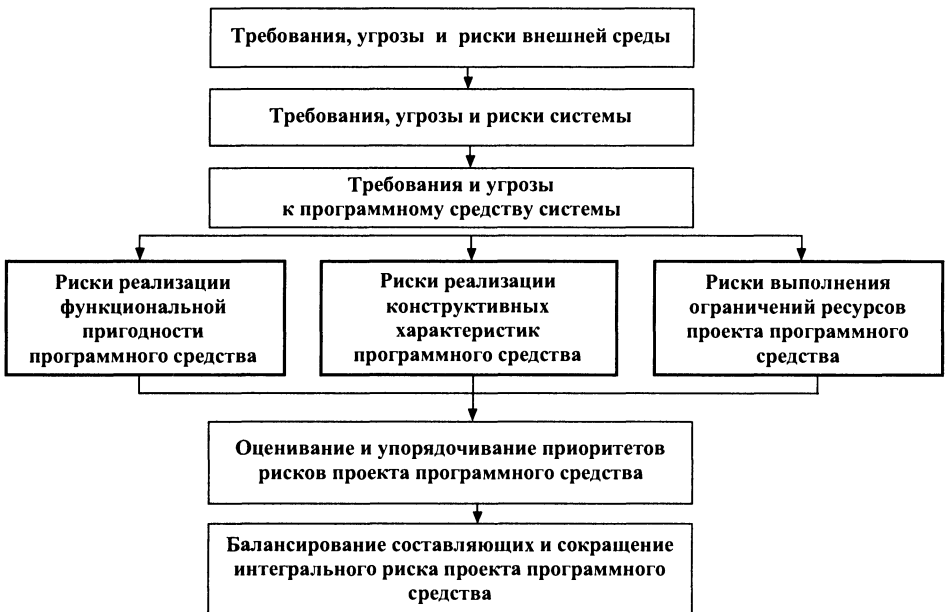 Требования, угрозы и риски внешней среды
Требования, угрозы и риски системы
Требования и угрозы
к программному средству системы
Риски реализации
функциональной
пригодности
программного средства
Риски реализации
конструктивных
характеристик
программного средства
Риски выполнения
ограничений ресурсов
проекта программного
средства
Оценивание и упорядочивание приоритетов
рисков проекта программного средства
Балансирование составляющих и сокращение
интегрального риска проекта программного
средства